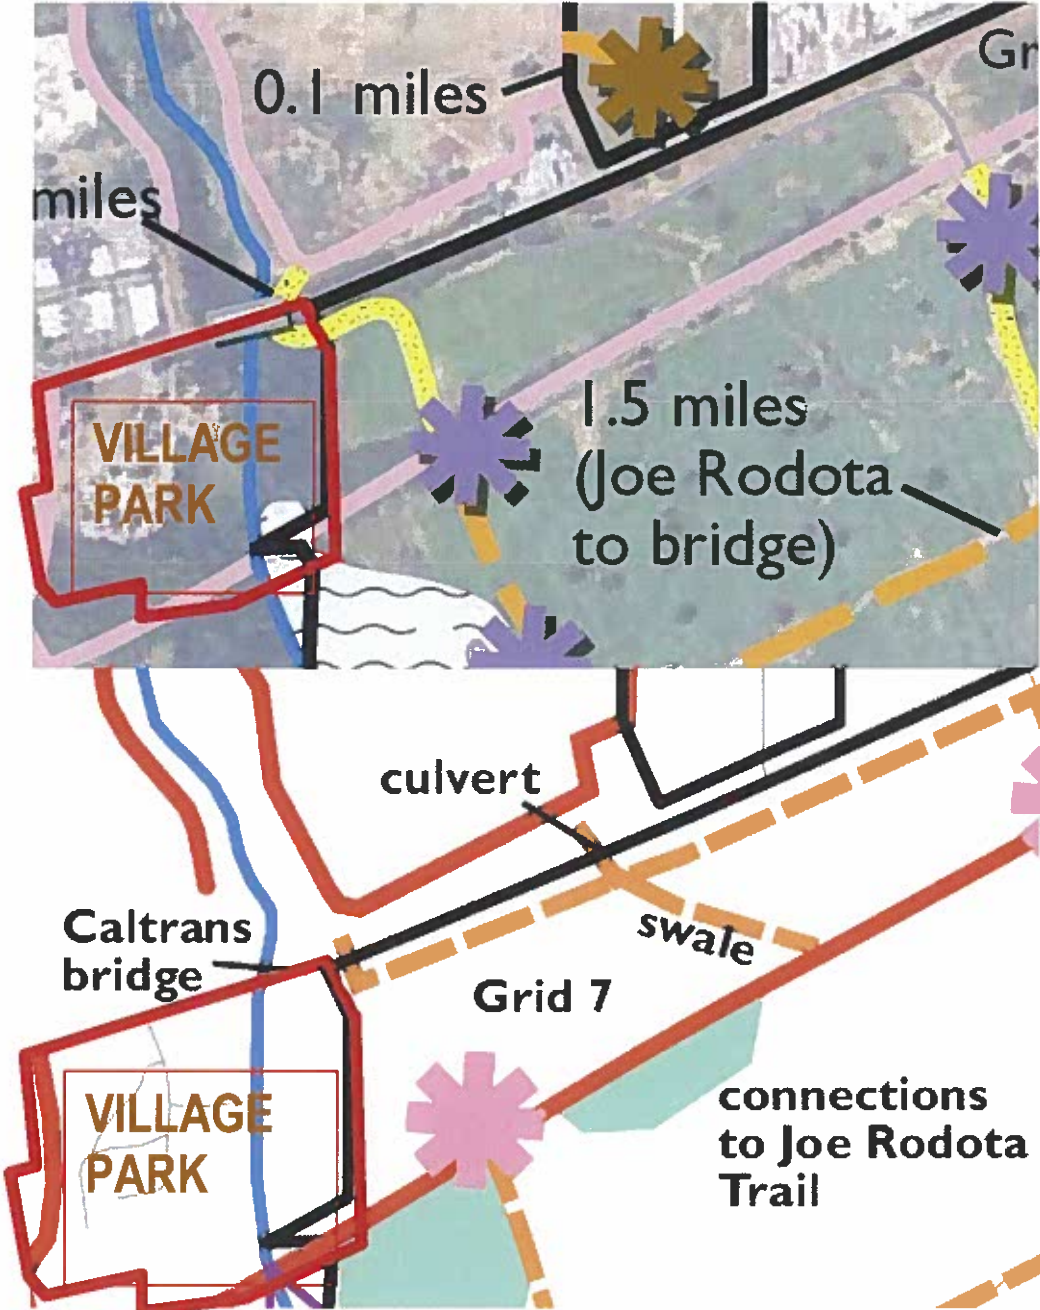 Gr
0.1 miles
miles
VILLAGE
PARK
1.5 miles
(Joe Rodota
to bridge)
culvert
Caltrans
bridge
swale
Grid 7
VILLAGE
PARK
connections
to Joe Rodota
Trail